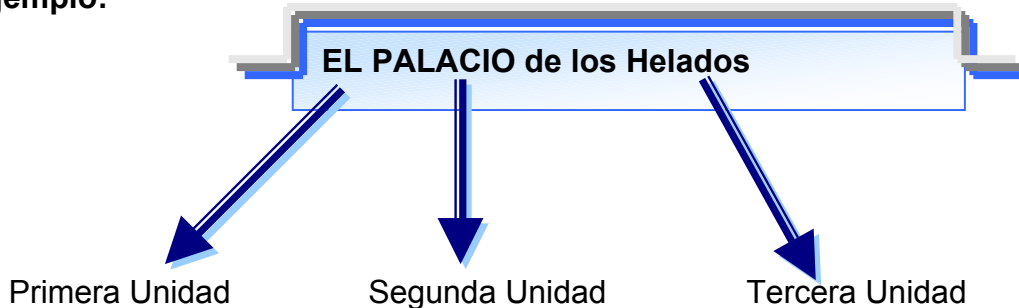 EL PALACIO de los Helados
Primera Unidad Segunda Unidad Tercera Unidad